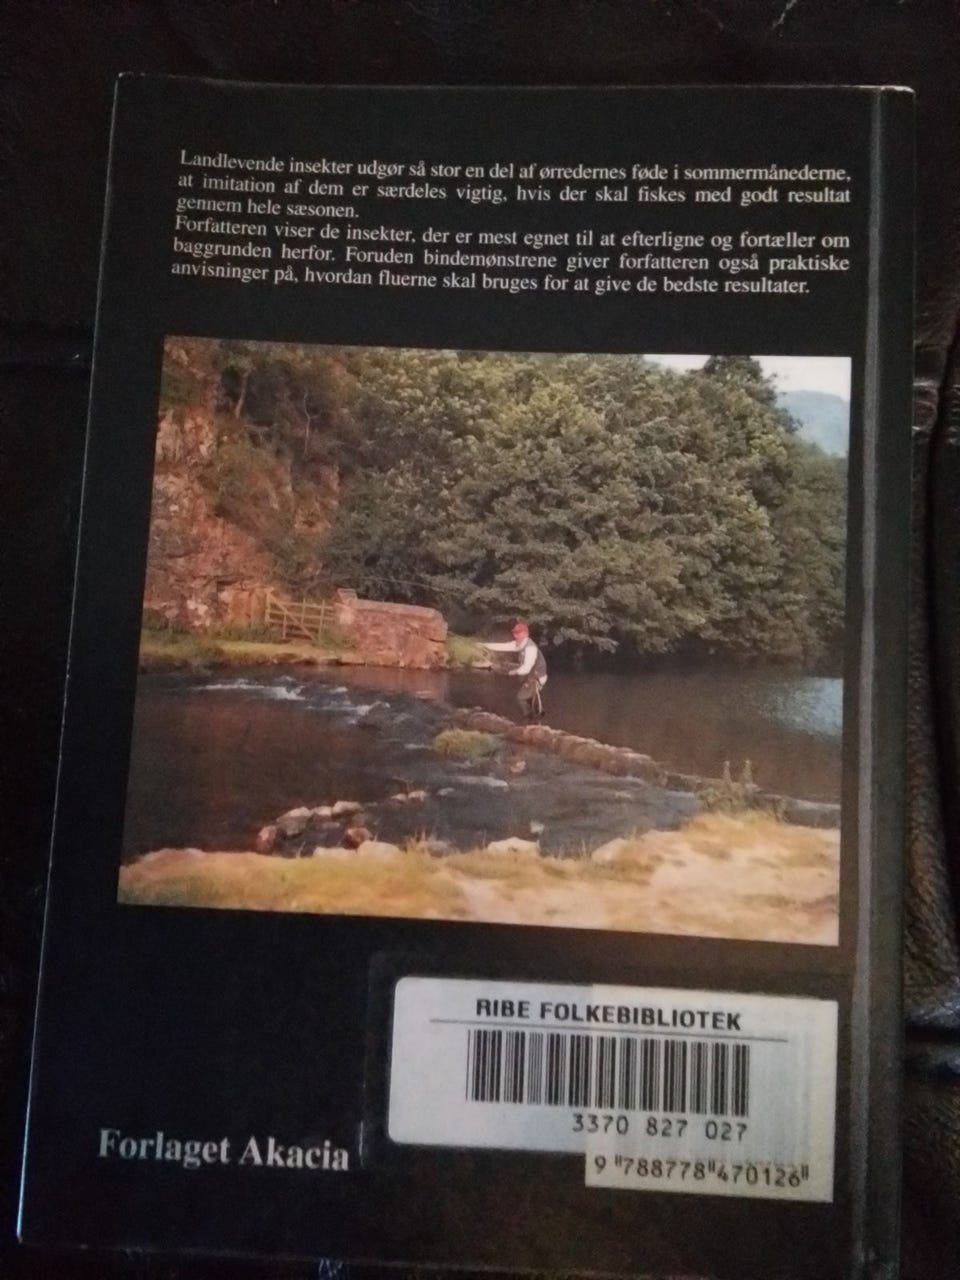 Landlevende insekter udgør så stor en del af ørredernes føde i sommermånederne,
at imitation af dem er særdeles vigtig, hvis der skal fiskes med godt resultat
gennem hele sæsonen.
Forfatteren viser de insekter, der er mest egnet til at efterligne og fortæller om
baggrunden herfor. Foruden bindemønstrene giver forfatteren også praktiske
anvisninger på, hvordan fluerne skal bruges for at give de bedste resultater.
RIBE FOLKEBIBLIOTEK
3370 827 027
9 788778 470126
Forlaget Akacia